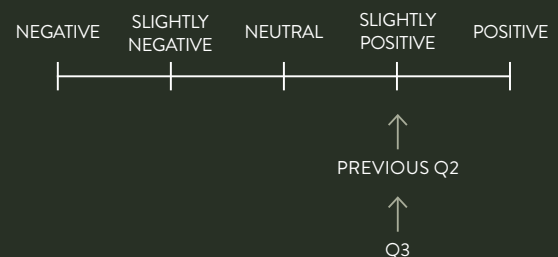 NEGATIVE
SLIGHTLY
NEGATIVE
NEUTRAL
SLIGHTLY
POSITIVE
POSITIVE
PREVIOUS Q2
Q3